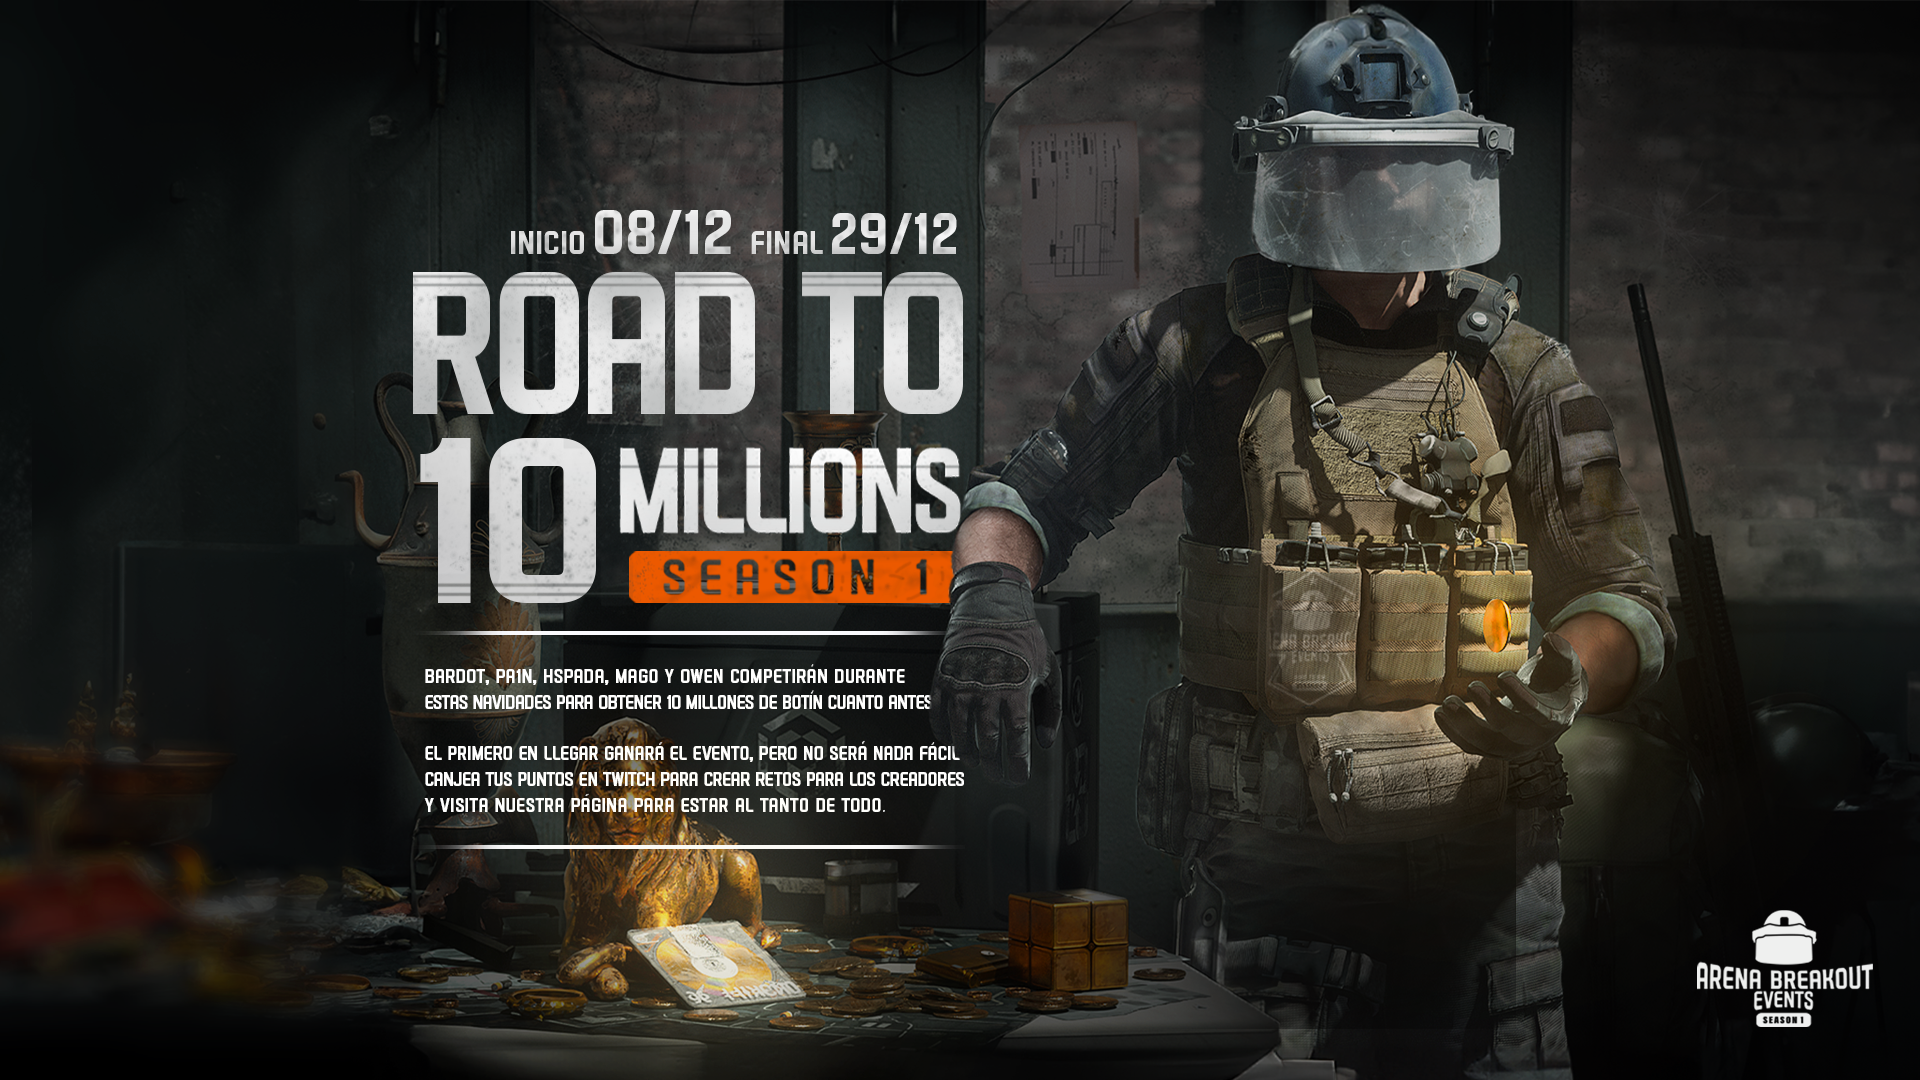 INICIO 08/12 FINAL 29/12
ROAD TO
10 MILLIONS
SEASON 1
BARDOT, PA1N, HSPADA, MAGO Y OWEN COMPETIRÁN DURANTE
ESTAS NAVIDADES PARA OBTENER 10 MILLONES DE BOTÍN CUANTO ANTES
EL PRIMERO EN LLEGAR GANARÁ EL EVENTO, PERO NO SERÁ NADA FÁCIL
CANJEA TUS PUNTOS EN TWITCH PARA CREAR RETOS PARA LOS CREADORES
Y VISITA NUESTRA PÁGINA PARA ESTAR AL TANTO DE TODO.
ARENA BREAKOUT
EVENTS
SEASON 1